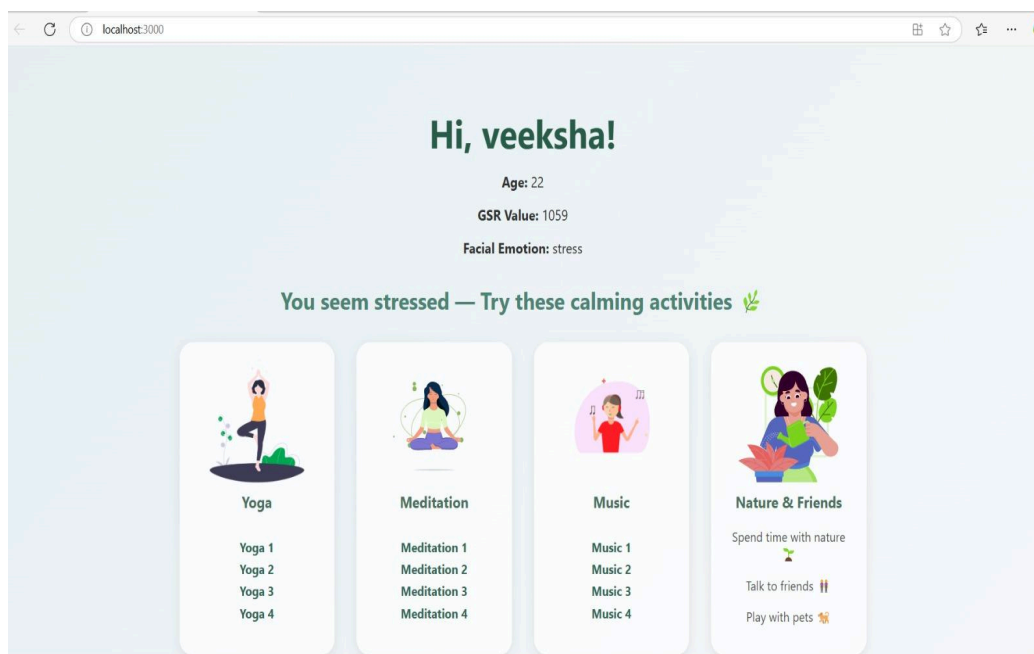 localhost:3000
Hi, veeksha!
Age: 22
GSR Value: 1059
Facial Emotion: stress
You seem stressed — Try these calming activities 🌿
Yoga
Yoga 1
Yoga 2
Yoga 3
Yoga 4
Meditation
Meditation 1
Meditation 2
Meditation 3
Meditation 4
Music
Music 1
Music 2
Music 3
Music 4
Nature & Friends
Spend time with nature
🌱
Talk to friends 👭
Play with pets 🐕